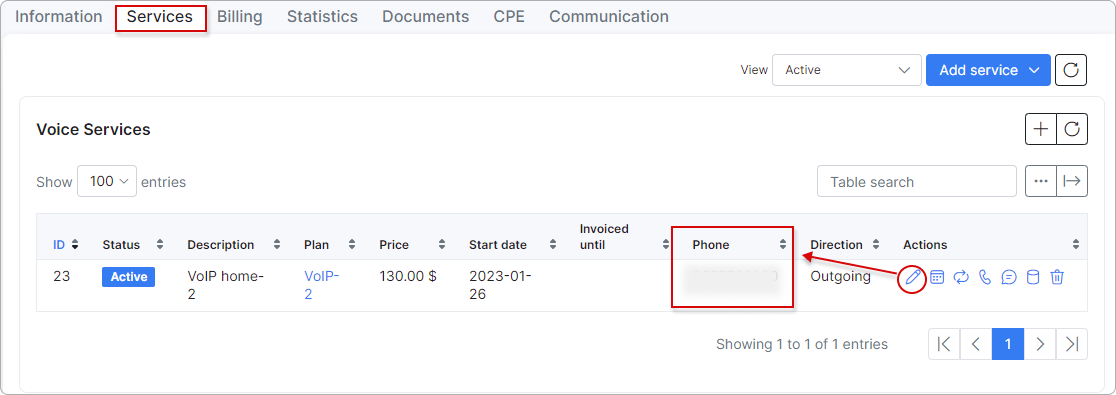 Information Services Billing Statistics Documents CPE Communication
View Active Add service
Voice Services
Show 100 entries Table search
ID Status Description Plan Price Start date Invoiced until Phone Direction Actions
23 Active VoIP home- VoIP- 130.00 $ 2023-01- Outgoing
2 2 26
Showing 1 to 1 of 1 entries 1